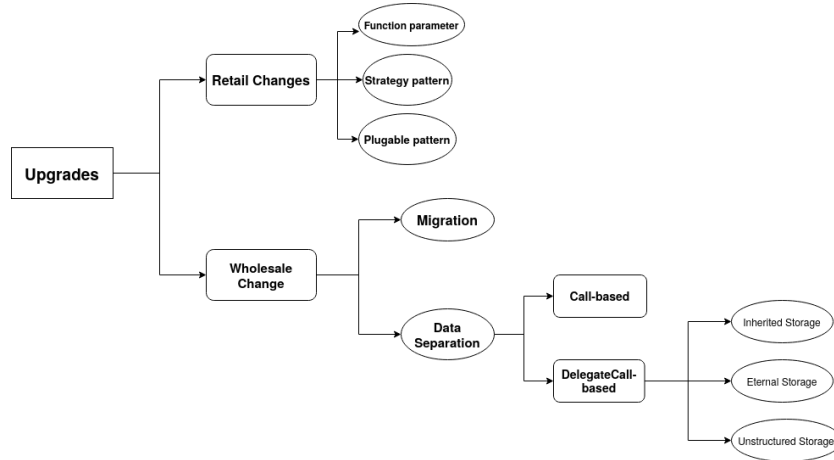 Function parameter
Retail Changes
Strategy pattern
Plugable pattern
Upgrades
Migration
Wholesale
Change
Data
Separation
Call-based
DelegateCall-
based
Inherited Storage
Eternal Storage
Unstructured Storage